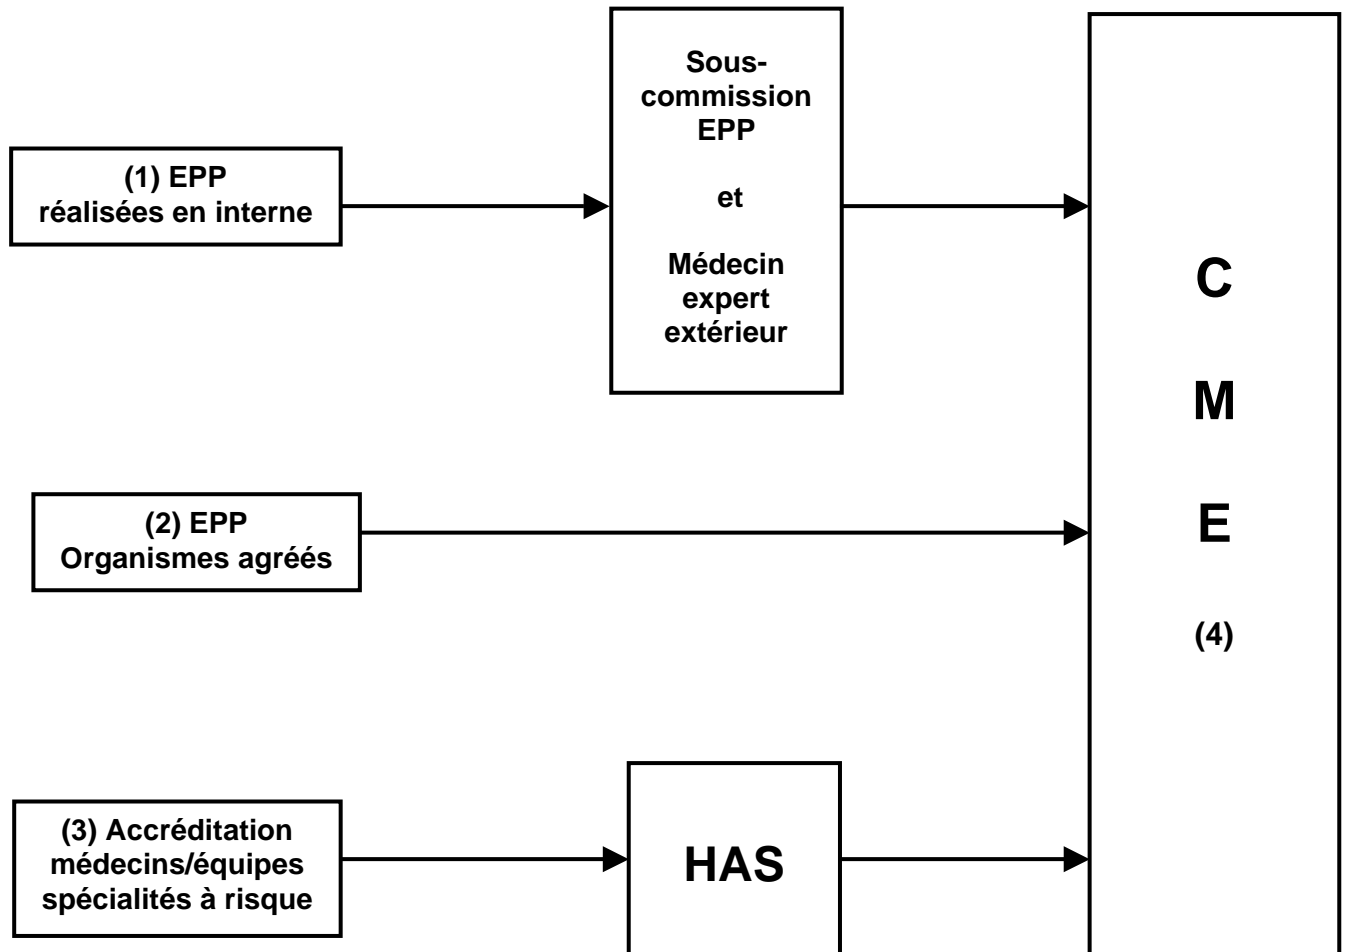 (1) EPP
réalisées en interne
Sous-
commission
EPP
et
Médecin
expert
extérieur
(2) EPP
Organismes agréés
(3) Accréditation
médecins/équipes
spécialités à risque
HAS
C
M
E
(4)